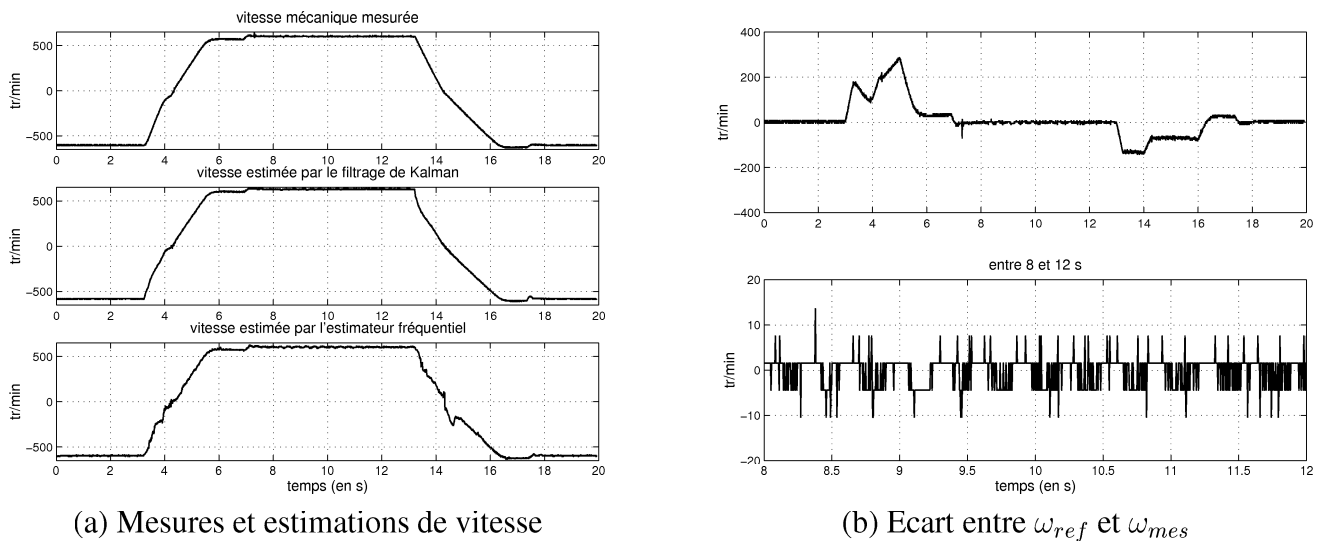 vitesse mécanique mesurée
500
0
−500
tr/min
0 2 4 6 8 10 12 14 16 18 20
vitesse estimée par le filtrage de Kalman
500
0
−500
tr/min
0 2 4 6 8 10 12 14 16 18 20
vitesse estimée par l'estimateur fréquentiel
500
0
−500
tr/min
0 2 4 6 8 10 12 14 16 18 20
temps (en s)
(a) Mesures et estimations de vitesse
400
200
0
−200
−400
tr/min
0 2 4 6 8 10 12 14 16 18 20
entre 8 et 12 s
20
10
0
−10
−20
tr/min
8 8.5 9 9.5 10 10.5 11 11.5 12
temps (en s)
(b) Ecart entre ω_ref et ω_mes